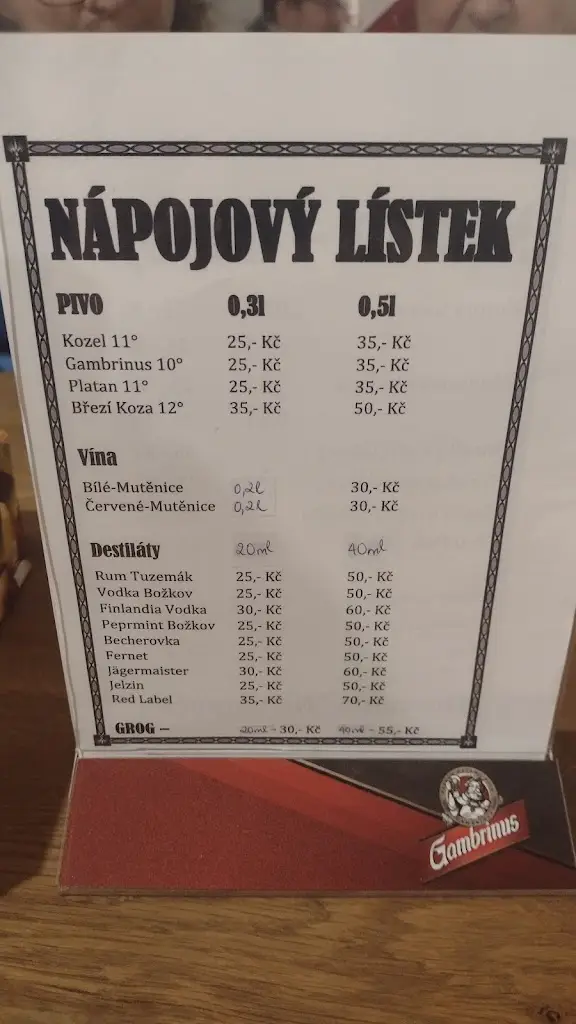 NÁPOJOVÝ LÍSTEK
PIVO 0,3l 0,5l
Kozel 11° 25,- Kč 35,- Kč
Gambrinus 10° 25,- Kč 35,- Kč
Platan 11° 25,- Kč 35,- Kč
Březí Koza 12° 35,- Kč 50,- Kč
Vína
Bílé-Mutěnice 0,2l 30,- Kč
Červené-Mutěnice 0,2l 30,- Kč
Destiláty 20ml 40ml
Rum Tuzemák 25,- Kč 50,- Kč
Vodka Božkov 25,- Kč 50,- Kč
Finlandia Vodka 30,- Kč 60,- Kč
Peprmint Božkov 25,- Kč 50,- Kč
Becherovka 25,- Kč 50,- Kč
Fernet 25,- Kč 50,- Kč
Jägermaister 30,- Kč 60,- Kč
Jelzin 25,- Kč 50,- Kč
Red Label 35,- Kč 70,- Kč
GROG – 20ml - 30,- Kč 40ml - 55,- Kč
Gambrinus